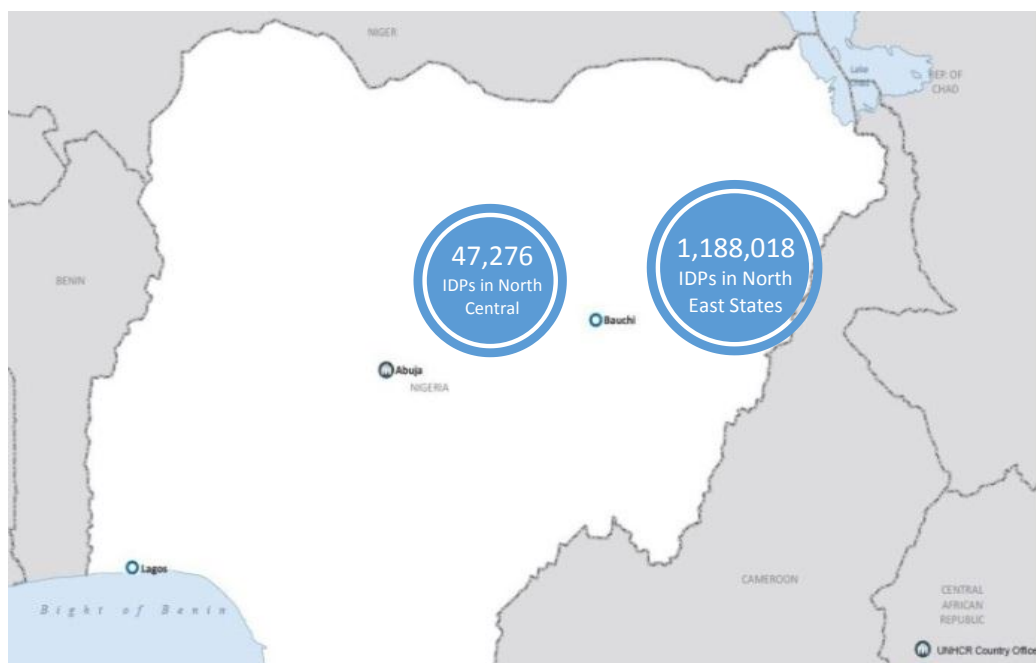 NIGER
Lake
REP. OF
CHAD
47,276
IDPs in North
Central
1,188,018
IDPs in North
East States
BENIN
Bauchi
Abuja
NIGERIA
Lagos
Bight of Benin
CAMEROON
CENTRAL
AFRICAN
REPUBLIC
UNHCR Country Office